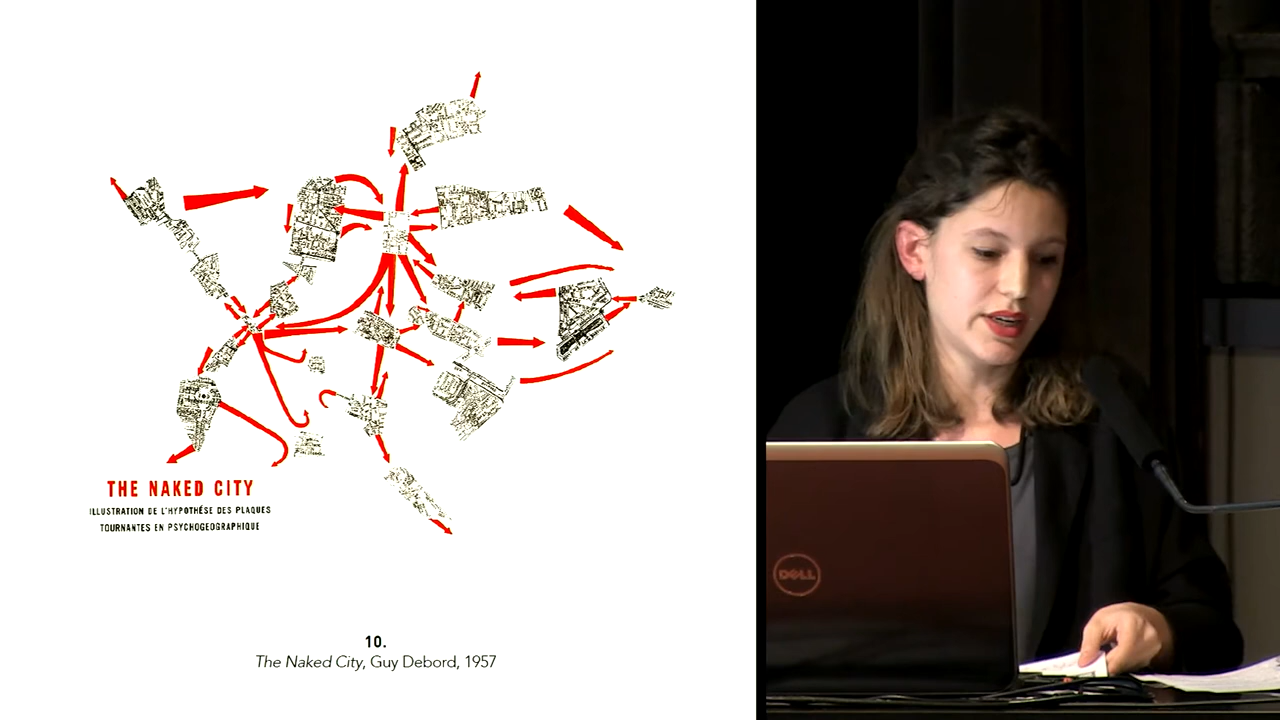 THE NAKED CITY
ILLUSTRATION DE L'HYPOTHÈSE DES PLAQUES
TOURNANTES EN PSYCHOGEOGRAPHIQUE
10.
The Naked City, Guy Debord, 1957
DELL